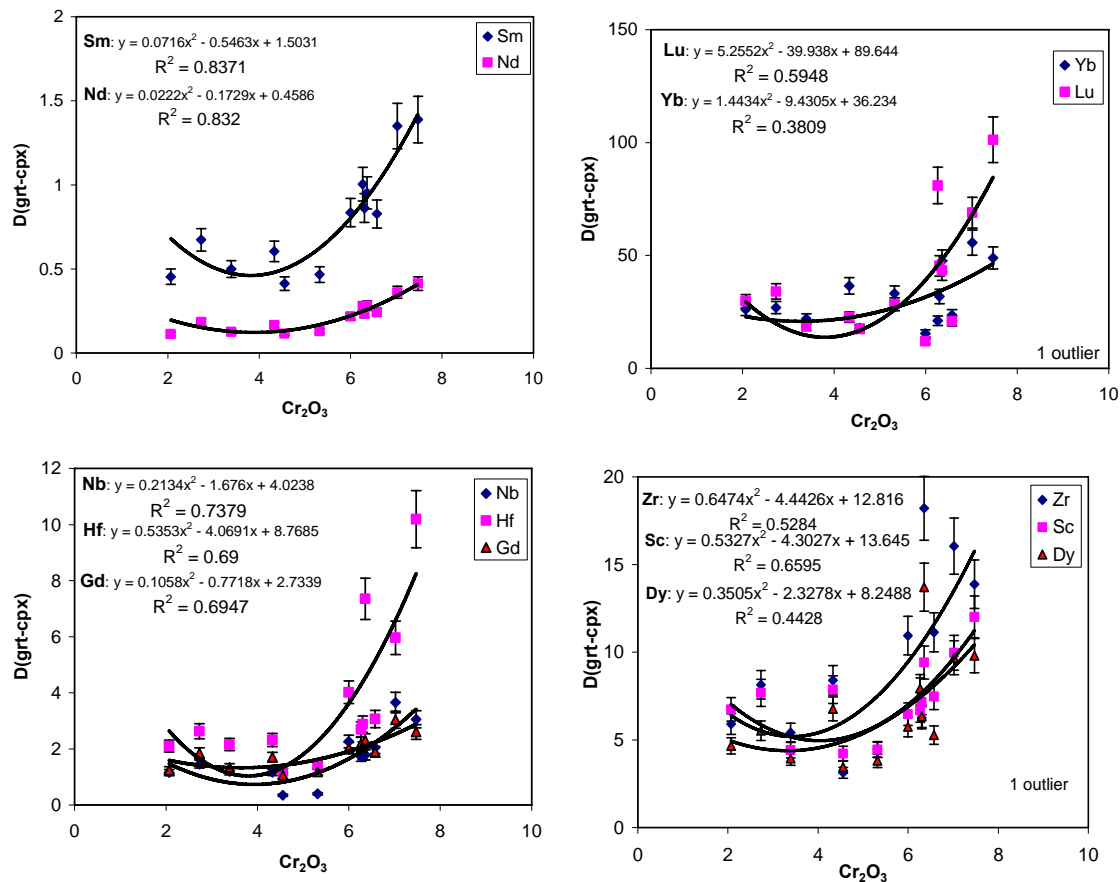 Sm: y = 0.0716x² - 0.5463x + 1.5031
R² = 0.8371
Nd: y = 0.0222x² - 0.1729x + 0.4586
R² = 0.832
Sm
Nd
D(grt-cpx)
2
1.5
1
0.5
0
0 2 4 6 8 10
Cr₂O₃
Lu: y = 5.2552x² - 39.938x + 89.644
R² = 0.5948
Yb: y = 1.4434x² - 9.4305x + 36.234
R² = 0.3809
Yb
Lu
D(grt-cpx)
150
100
50
0
1 outlier
0 2 4 6 8 10
Cr₂O₃
Nb: y = 0.2134x² - 1.676x + 4.0238
R² = 0.7379
Hf: y = 0.5353x² - 4.0691x + 8.7685
R² = 0.69
Gd: y = 0.1058x² - 0.7718x + 2.7339
R² = 0.6947
Nb
Hf
Gd
D(grt-cpx)
12
10
8
6
4
2
0
0 2 4 6 8 10
Cr₂O₃
Zr: y = 0.6474x² - 4.4426x + 12.816
R² = 0.5284
Sc: y = 0.5327x² - 4.3027x + 13.645
R² = 0.6595
Dy: y = 0.3505x² - 2.3278x + 8.2488
R² = 0.4428
Zr
Sc
Dy
D(grt-cpx)
20
15
10
5
0
1 outlier
0 2 4 6 8 10
Cr₂O₃